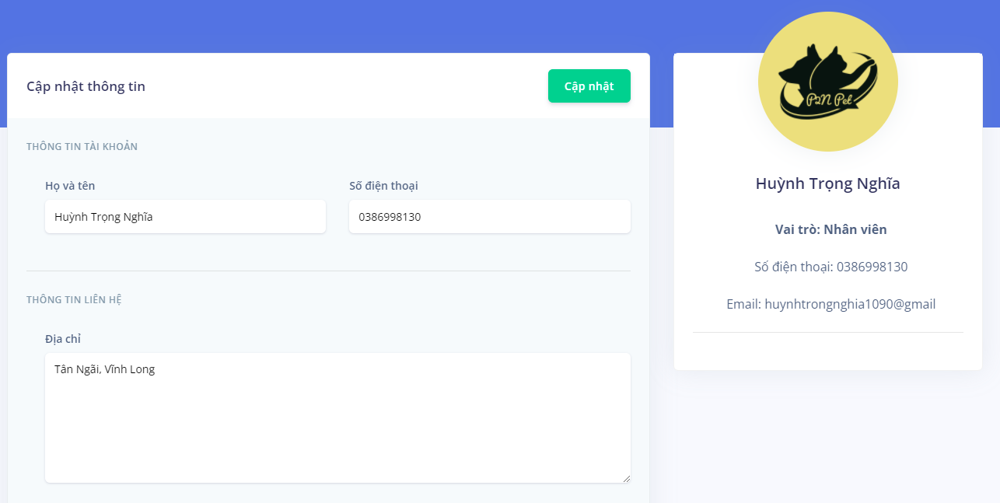 Cập nhật thông tin
Cập nhật
THÔNG TIN TÀI KHOẢN
Họ và tên
Số điện thoại
Huỳnh Trọng Nghĩa
0386998130
THÔNG TIN LIÊN HỆ
Địa chỉ
Tân Ngãi, Vĩnh Long
P2N Pet
Huỳnh Trọng Nghĩa
Vai trò: Nhân viên
Số điện thoại: 0386998130
Email: huynhtrongnghia1090@gmail